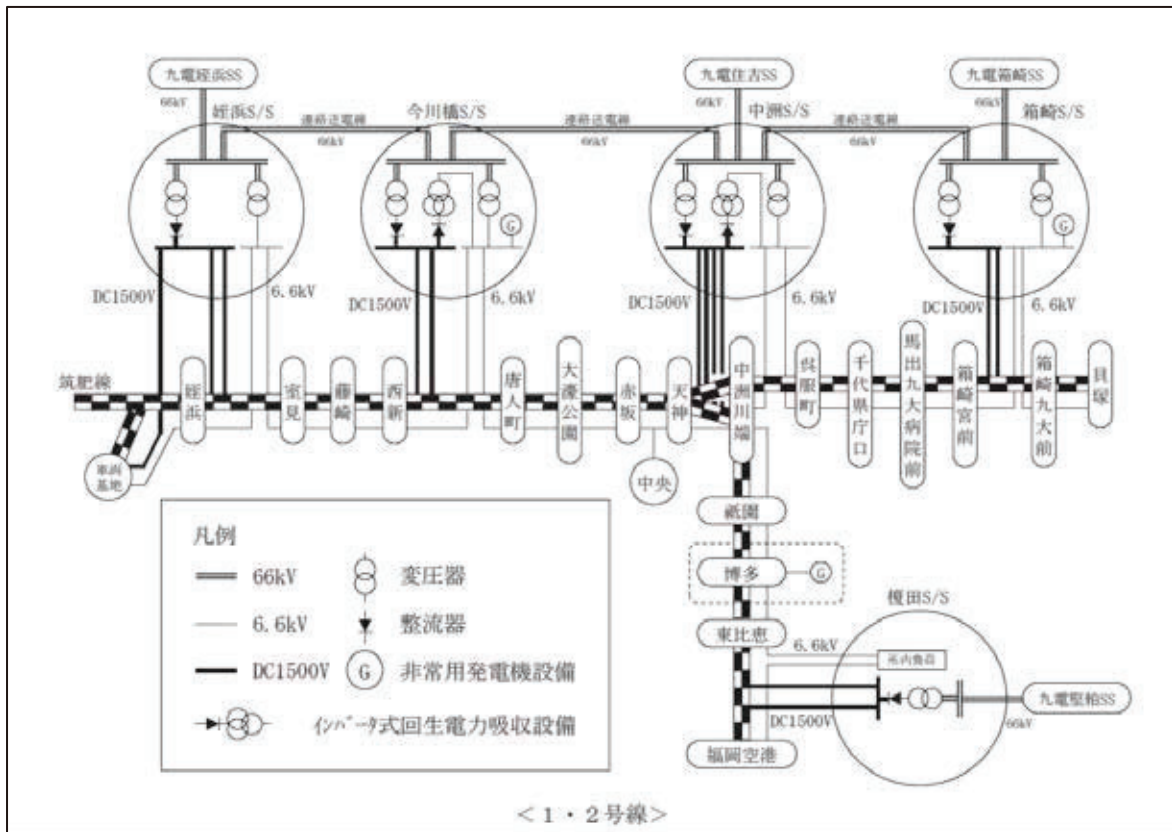 九電姪浜SS
九電住吉SS
九電箱崎SS
66kV
66kV
66kV
姪浜S/S
今川橋S/S
中洲S/S
箱崎S/S
連絡送電線
66kV
連絡送電線
66kV
連絡送電線
66kV
G
G
DC1500V
6.6kV
DC1500V
6.6kV
DC1500V
6.6kV
DC1500V
6.6kV
筑肥線
姪浜
室見
藤崎
西新
唐人町
大濠公園
赤坂
天神
中洲川端
呉服町
千代県庁口
馬出九大病院前
箱崎宮前
箱崎九大前
貝塚
基地
中央
祇園
博多
G
東比恵
福岡空港
6.6kV
榎田S/S
所内負荷
DC1500V
66kV
九電堅粕SS
凡例
66kV
変圧器
6.6kV
整流器
DC1500V
G
非常用発電機設備
インバータ式回生電力吸収設備
<1・2号線>